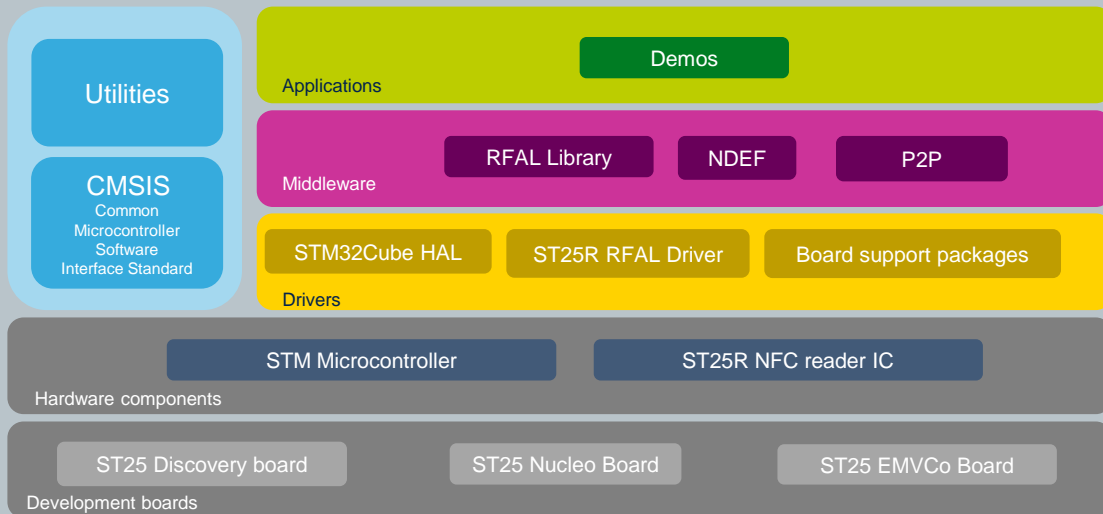 Utilities
CMSIS
Common
Microcontroller
Software
Interface Standard
Demos
Applications
RFAL Library
NDEF
P2P
Middleware
STM32Cube HAL
ST25R RFAL Driver
Board support packages
Drivers
STM Microcontroller
ST25R NFC reader IC
Hardware components
ST25 Discovery board
ST25 Nucleo Board
ST25 EMVCo Board
Development boards